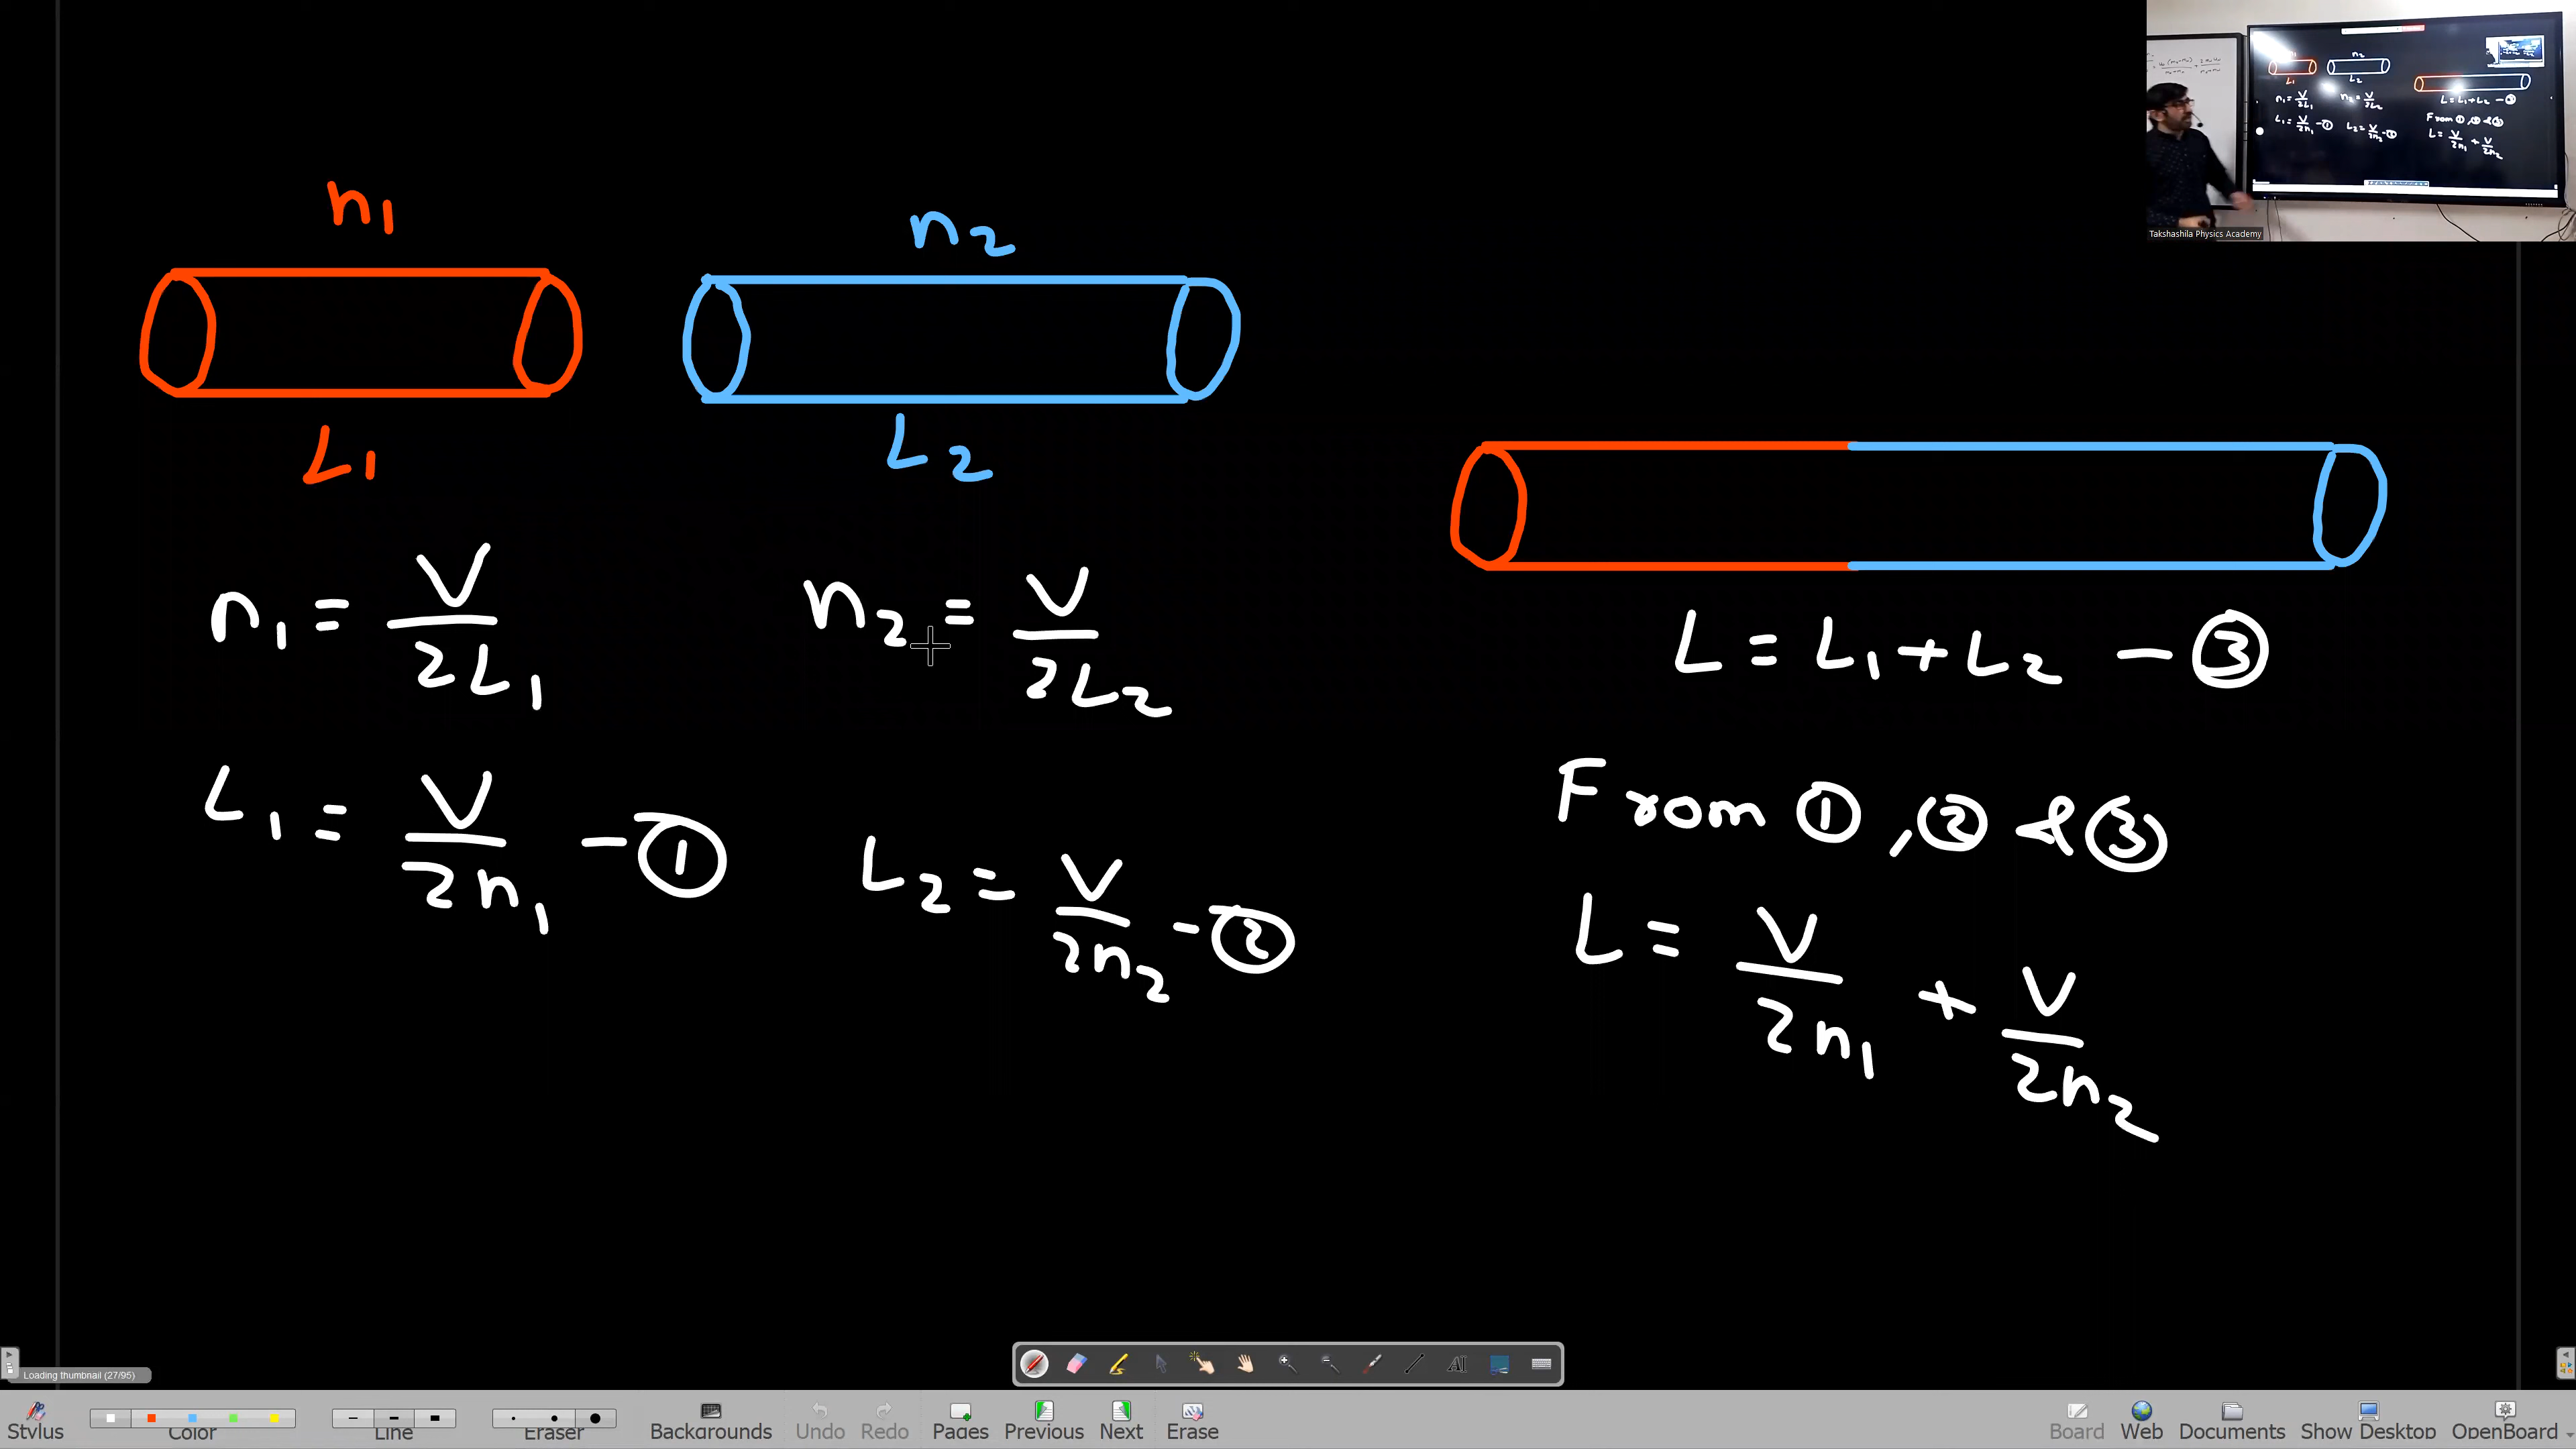 n1
n2
L1
L2
n1 = V / 2L1
n2 = V / 2L2
L1 = V / 2n1 - ①
L2 = V / 2n2 - ②
L = L1 + L2 - ③
From ①, ② & ③
L = V / 2n1 + V / 2n2
Takshashila Physics Academy
Loading thumbnail (27/95)
AI
Stylus
Color
Line
Eraser
Backgrounds
Undo
Redo
Pages
Previous
Next
Erase
Board
Web
Documents
Show Desktop
OpenBoard